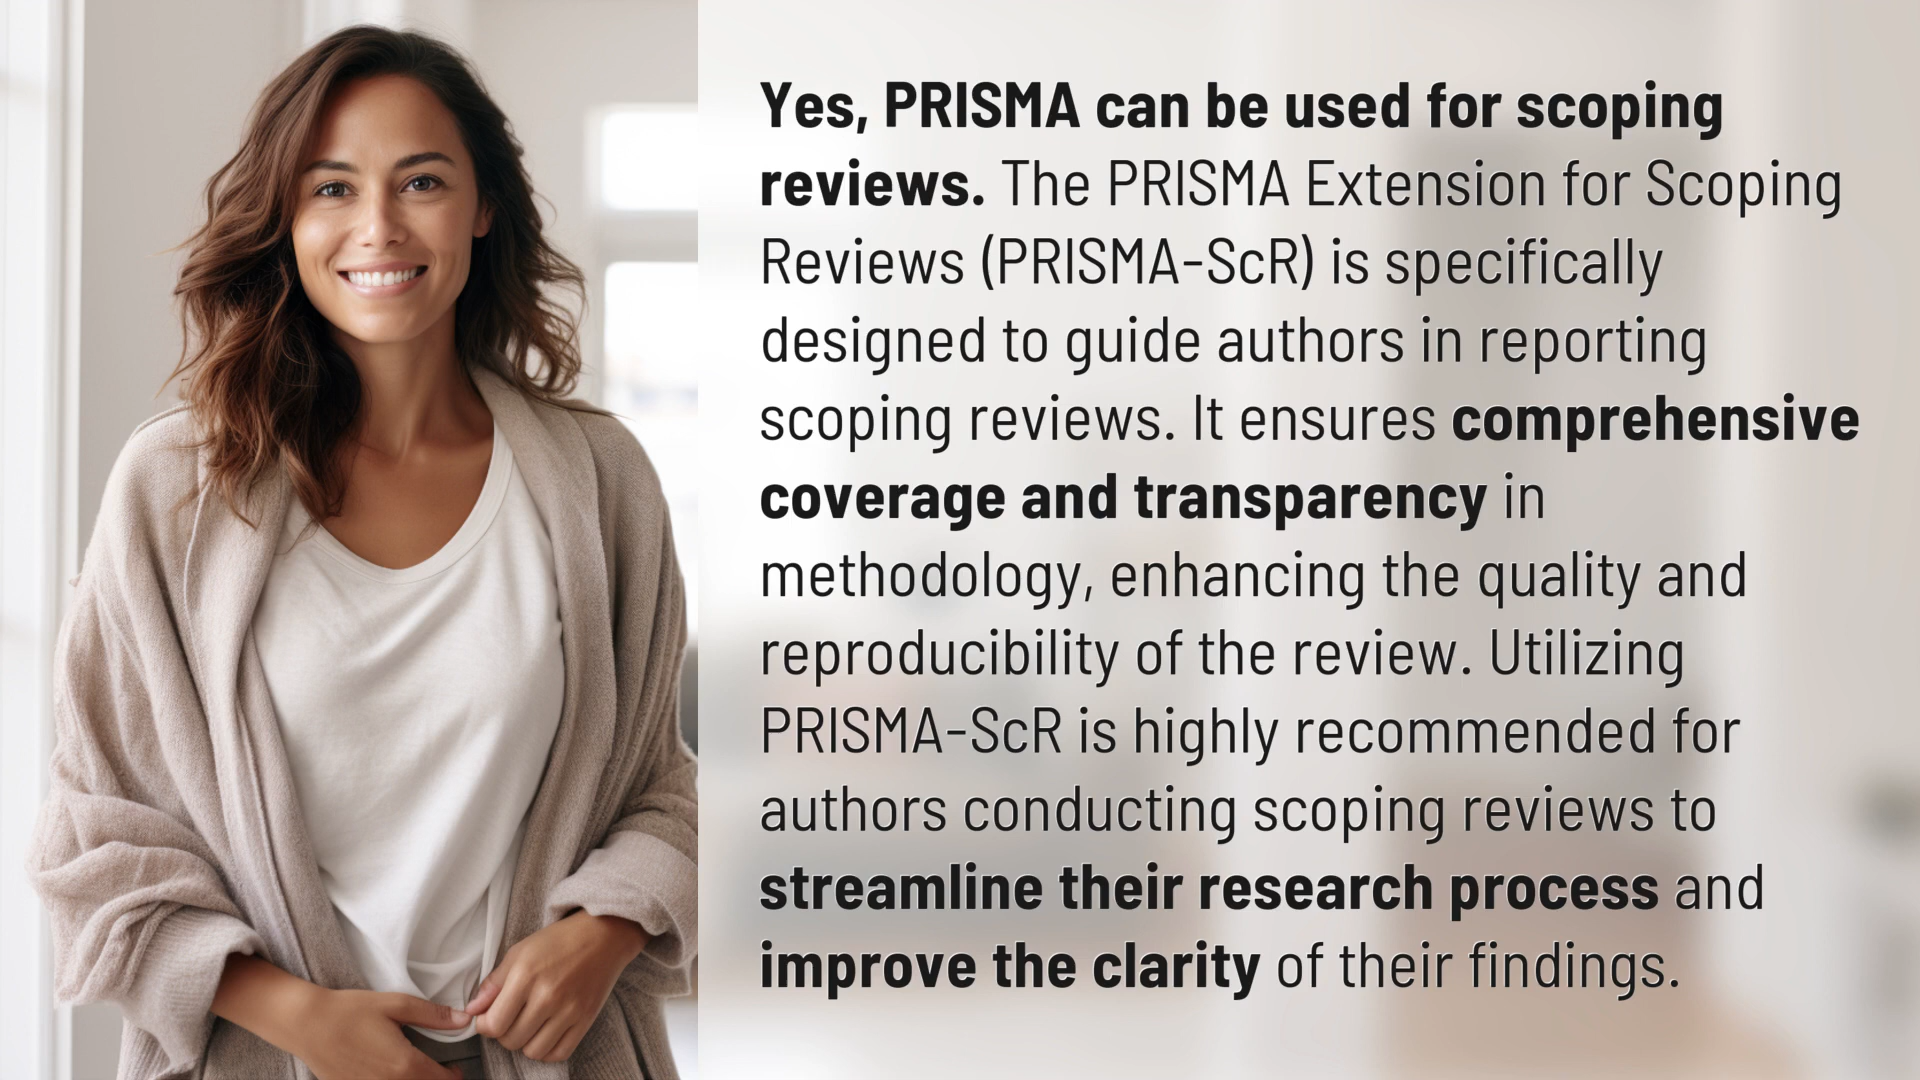 Yes, PRISMA can be used for scoping
reviews. The PRISMA Extension for Scoping
Reviews (PRISMA-ScR) is specifically
designed to guide authors in reporting
scoping reviews. It ensures comprehensive
coverage and transparency in
methodology, enhancing the quality and
reproducibility of the review. Utilizing
PRISMA-ScR is highly recommended for
authors conducting scoping reviews to
streamline their research process and
improve the clarity of their findings.